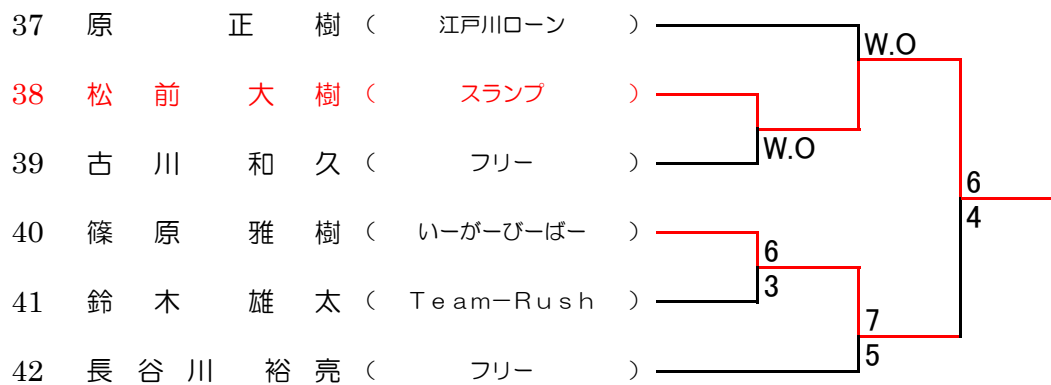 37 原 正 樹 ( 江戸川ローン )
W.O
38 松 前 大 樹 ( スランプ )
W.O
39 古 川 和 久 ( フリー )
6
4
40 篠 原 雅 樹 ( いーがーびーばー )
6
3
41 鈴 木 雄 太 ( Ｔｅａｍ－Ｒｕｓｈ )
7
5
42 長 谷 川 裕 亮 ( フリー )